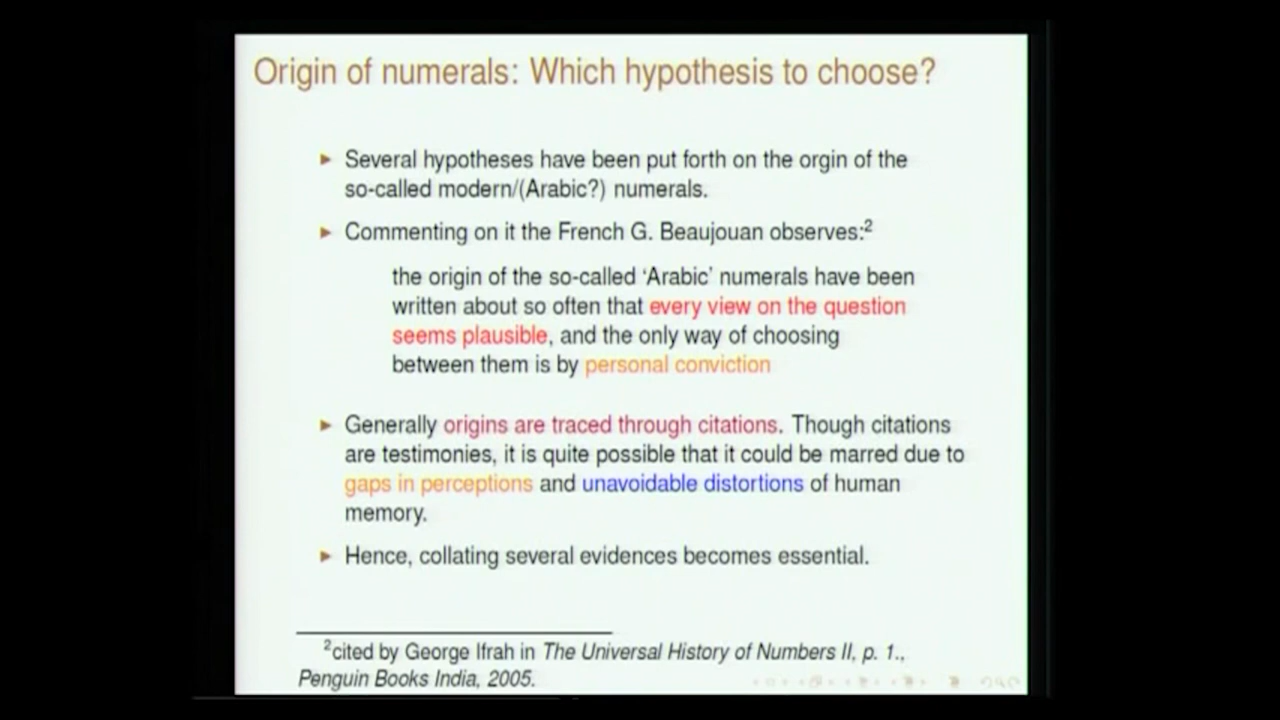 Origin of numerals: Which hypothesis to choose?
► Several hypotheses have been put forth on the orgin of the
so-called modern/(Arabic?) numerals.
► Commenting on it the French G. Beaujouan observes:2
the origin of the so-called ‘Arabic’ numerals have been
written about so often that every view on the question
seems plausible, and the only way of choosing
between them is by personal conviction
► Generally origins are traced through citations. Though citations
are testimonies, it is quite possible that it could be marred due to
gaps in perceptions and unavoidable distortions of human
memory.
► Hence, collating several evidences becomes essential.
2cited by George Ifrah in The Universal History of Numbers II, p. 1.,
Penguin Books India, 2005.